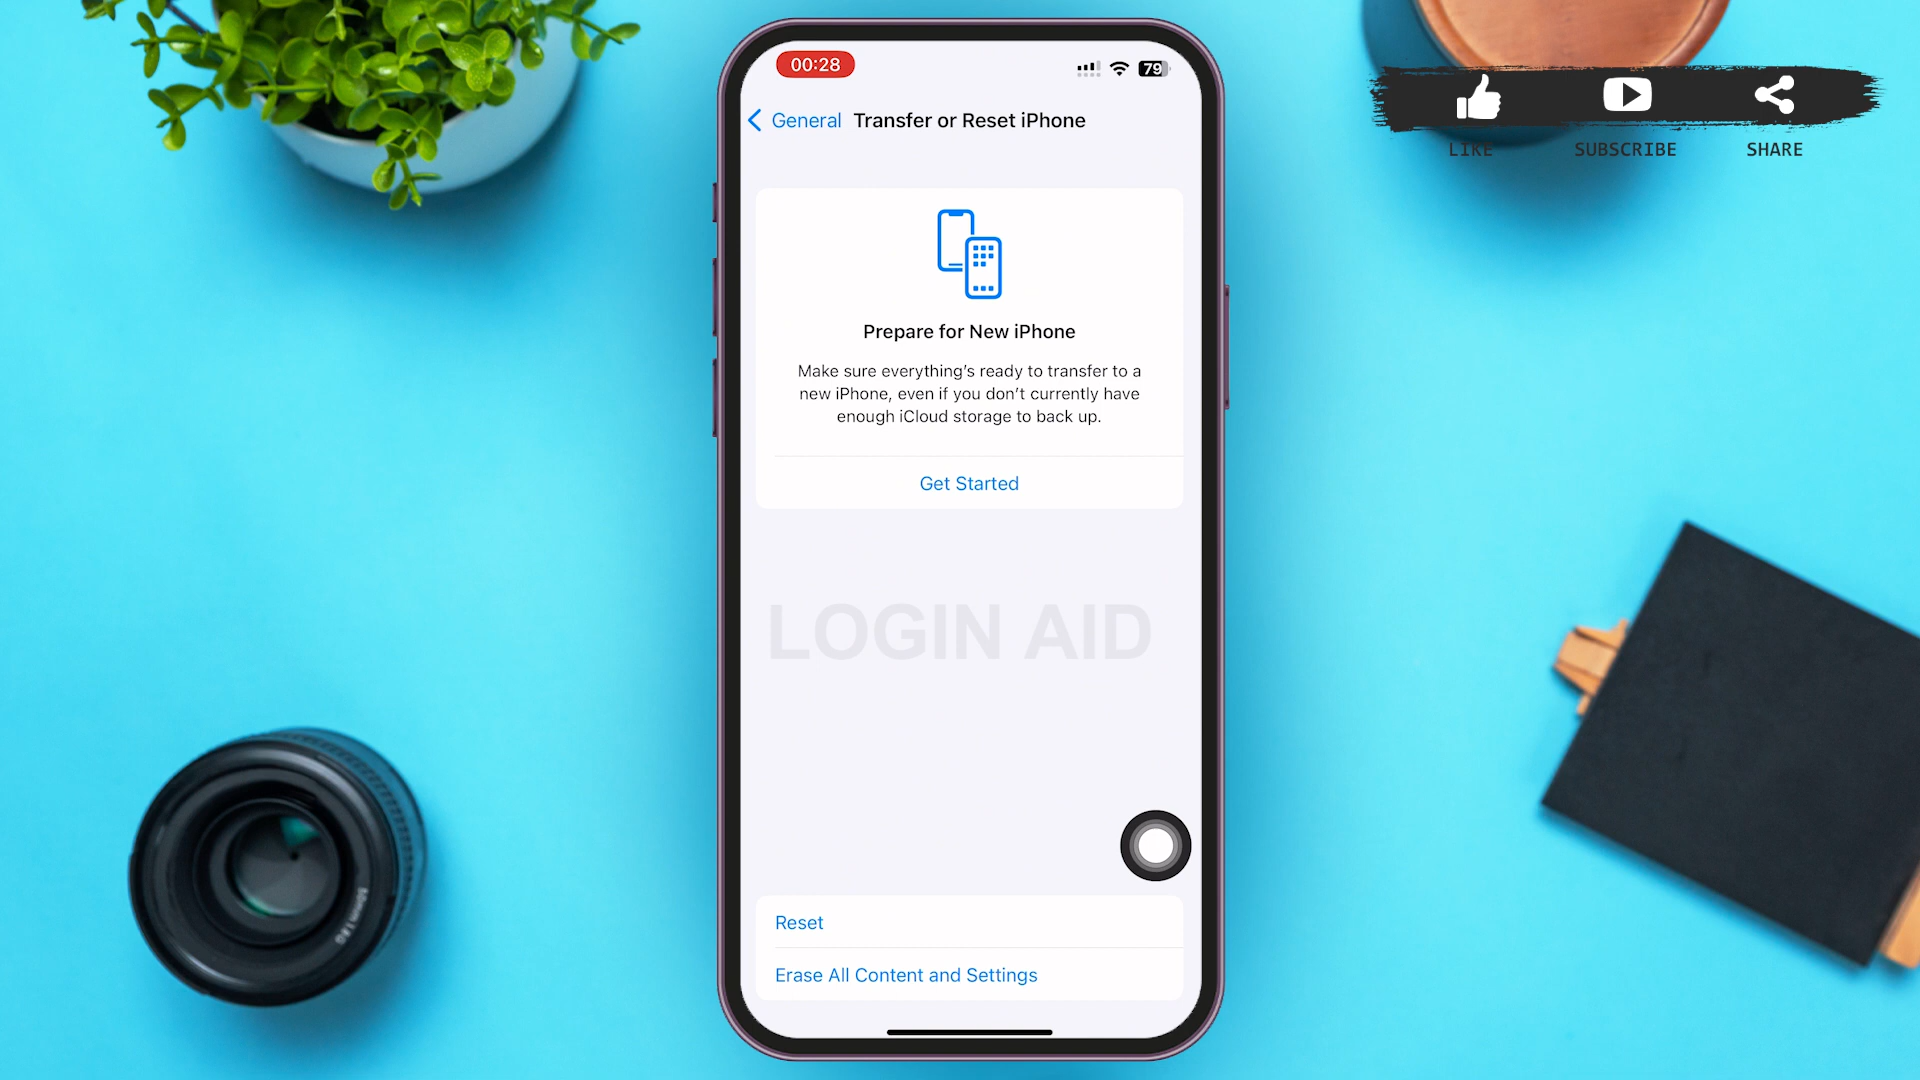 00:28
79
General Transfer or Reset iPhone
LIKE SUBSCRIBE SHARE
Prepare for New iPhone
Make sure everything's ready to transfer to a
new iPhone, even if you don't currently have
enough iCloud storage to back up.
Get Started
LOGIN AID
Reset
Erase All Content and Settings